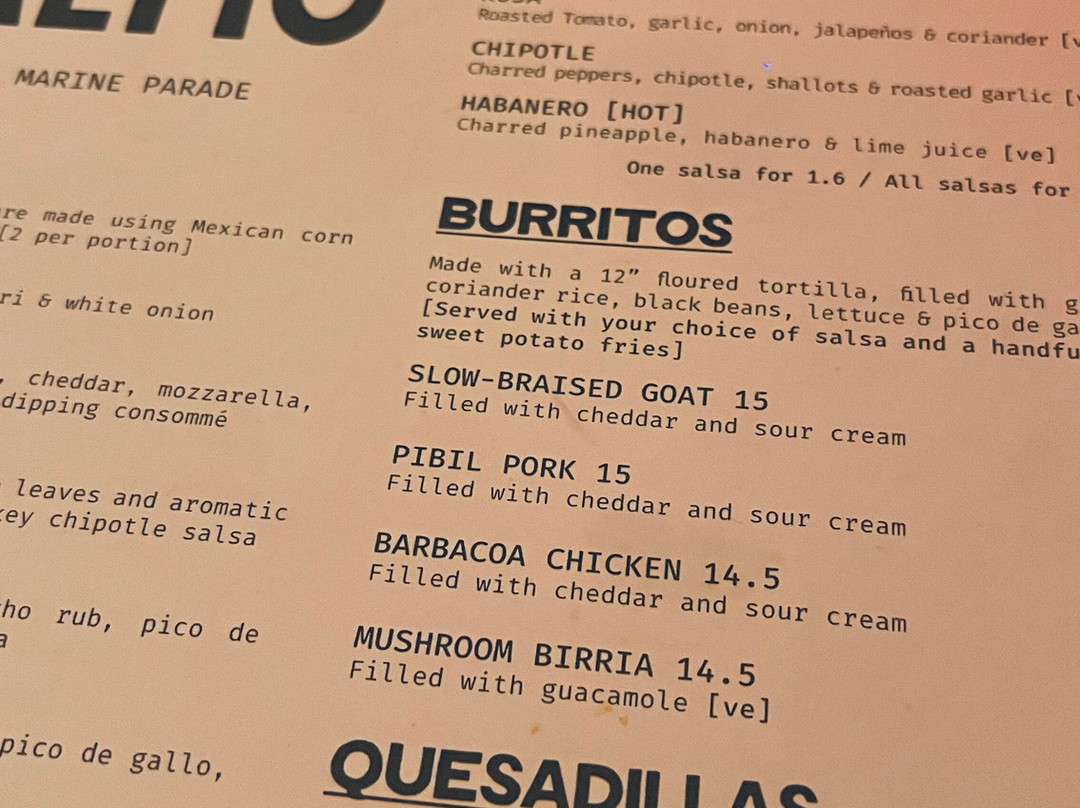 MARINE PARADE
made using Mexican corn
[2 per portion]
& white onion
cheddar, mozzarella,
dipping consommé
leaves and aromatic
chipotle salsa
rub, pico de
pico de gallo,
Roasted Tomato, garlic, onion, jalapeños & coriander
CHIPOTLE
Charred peppers, chipotle, shallots & roasted garlic
HABANERO [HOT]
Charred pineapple, habanero & lime juice [ve]
One salsa for 1.6 / All salsas for
BURRITOS
Made with a 12” floured tortilla, filled with
coriander rice, black beans, lettuce & pico de
[Served with your choice of salsa and a
sweet potato fries]
SLOW-BRAISED GOAT 15
Filled with cheddar and sour cream
PIBIL PORK 15
Filled with cheddar and sour cream
BARBACOA CHICKEN 14.5
Filled with cheddar and sour cream
MUSHROOM BIRRIA 14.5
Filled with guacamole [ve]
QUESADILLAS